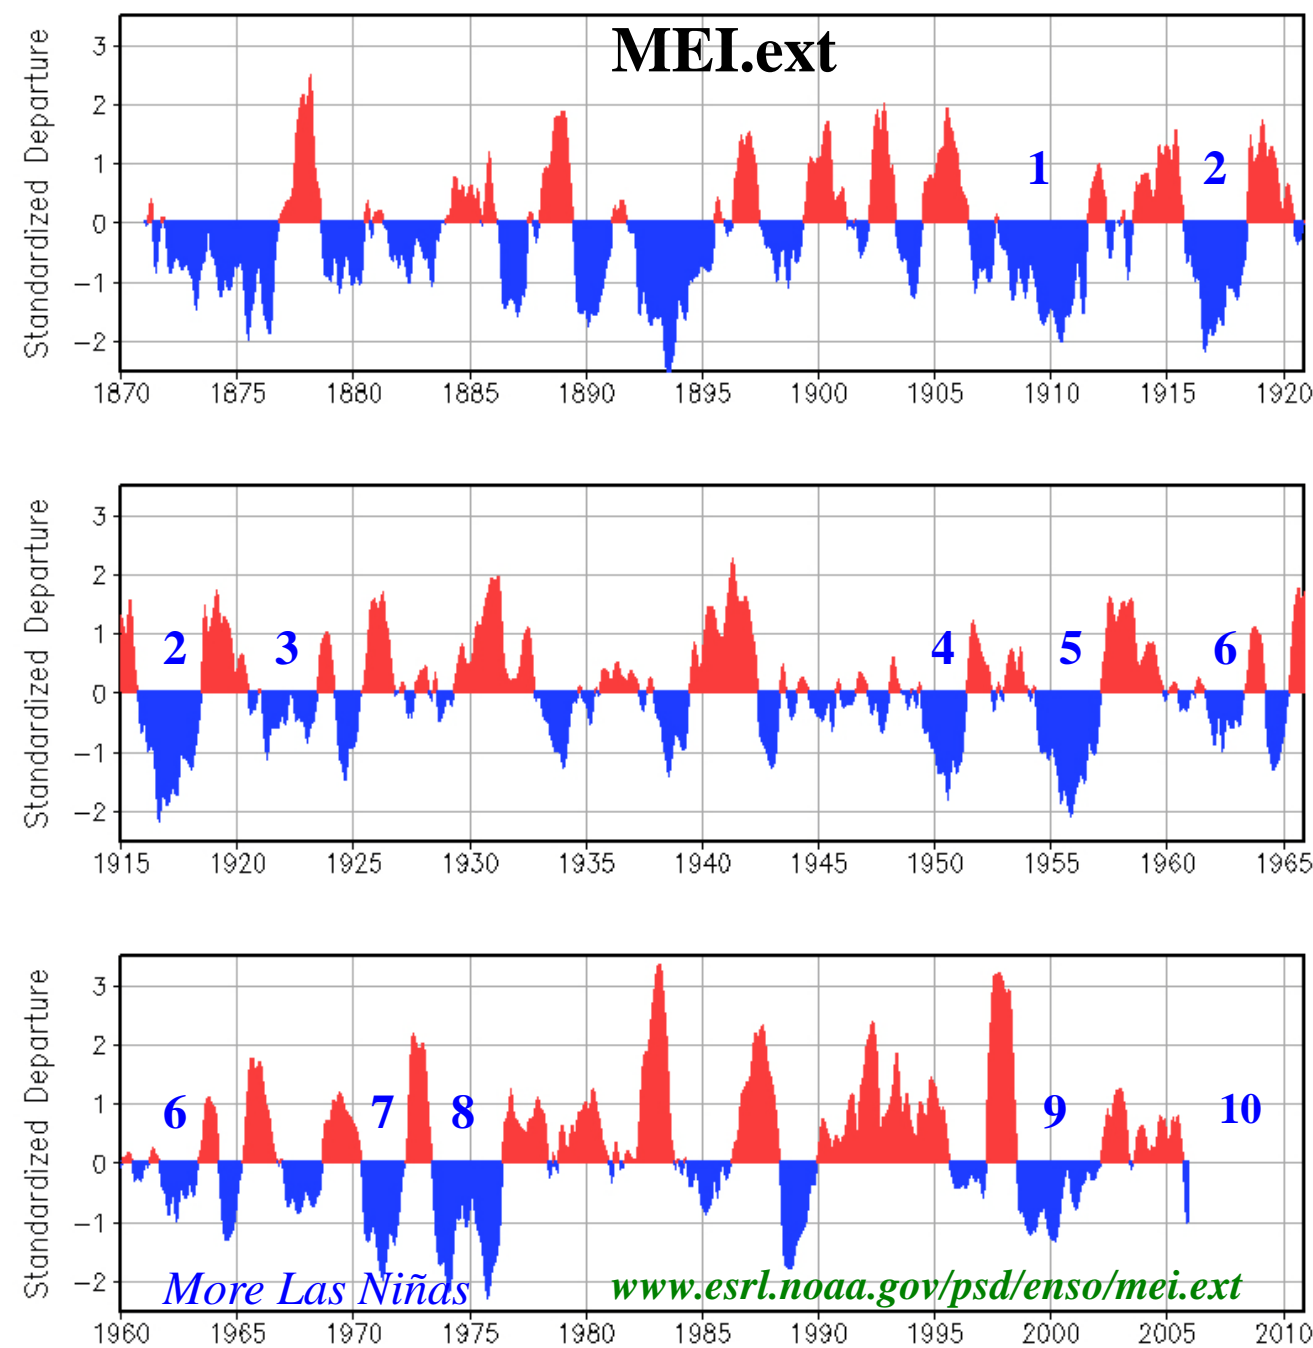 MEI.ext
Standardized Departure
3
2
1
0
−1
−2
1 2
1870 1875 1880 1885 1890 1895 1900 1905 1910 1915 1920
Standardized Departure
3
2
1
0
−1
−2
2 3 4 5 6
1915 1920 1925 1930 1935 1940 1945 1950 1955 1960 1965
Standardized Departure
3
2
1
0
−1
−2
6 7 8 9 10
More Las Niñas www.esrl.noaa.gov/psd/enso/mei.ext
1960 1965 1970 1975 1980 1985 1990 1995 2000 2005 2010